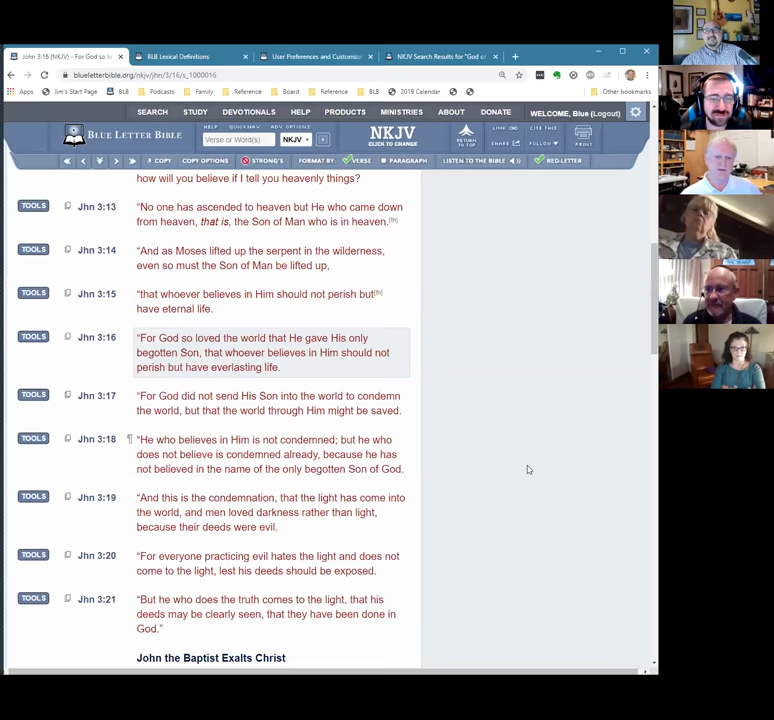 John 3:16 (NKJV) - For God so lo
BLB Lexical Definitions
User Preferences and Customiz
NKJV Search Results for "God of
blueletterbible.org/nkjv/jhn/3/16/s_1000016
Apps
Jim's Start Page
BLB
Podcasts
Family
Reference
Board
Reference
BLB
2019 Calendar
Other bookmarks
SEARCH STUDY DEVOTIONALS HELP PRODUCTS MINISTRIES ABOUT DONATE WELCOME, Blue (Logout)
HELP QUICKNAV ADV OPTIONS
BLUE LETTER BIBLE
Verse or Word(s)
NKJV
NKJV
CLICK TO CHANGE
RETURN TO TOP
LINK
CITE THIS
SHARE
FOLLOW
PRINT
COPY COPY OPTIONS STRONG'S FORMAT BY: VERSE PARAGRAPH LISTEN TO THE BIBLE RED-LETTER
how will you believe if I tell you heavenly things?
TOOLS Jhn 3:13 “No one has ascended to heaven but He who came down
from heaven, that is, the Son of Man who is in heaven.[fn]
TOOLS Jhn 3:14 “And as Moses lifted up the serpent in the wilderness,
even so must the Son of Man be lifted up,
TOOLS Jhn 3:15 “that whoever believes in Him should not perish but[fn]
have eternal life.
TOOLS Jhn 3:16 “For God so loved the world that He gave His only
begotten Son, that whoever believes in Him should not
perish but have everlasting life.
TOOLS Jhn 3:17 “For God did not send His Son into the world to condemn
the world, but that the world through Him might be saved.
TOOLS Jhn 3:18 ¶ “He who believes in Him is not condemned; but he who
does not believe is condemned already, because he has
not believed in the name of the only begotten Son of God.
TOOLS Jhn 3:19 “And this is the condemnation, that the light has come into
the world, and men loved darkness rather than light,
because their deeds were evil.
TOOLS Jhn 3:20 “For everyone practicing evil hates the light and does not
come to the light, lest his deeds should be exposed.
TOOLS Jhn 3:21 “But he who does the truth comes to the light, that his
deeds may be clearly seen, that they have been done in
God.”
John the Baptist Exalts Christ